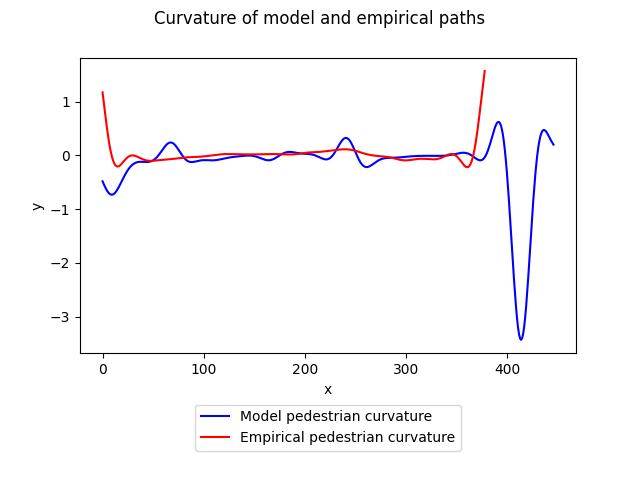 Curvature of model and empirical paths
1
0
−1
−2
−3
y
0 100 200 300 400
x
Model pedestrian curvature
Empirical pedestrian curvature